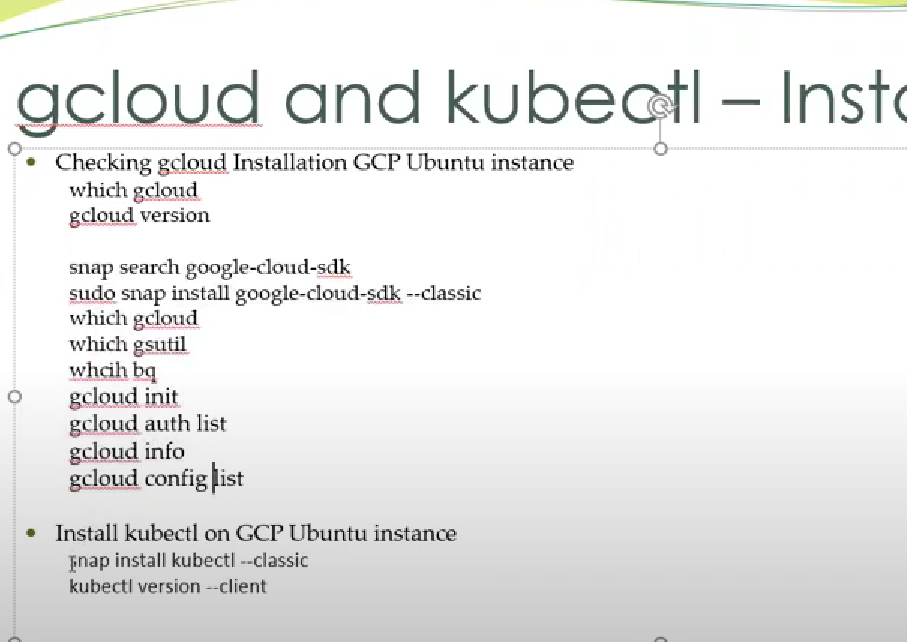 gcloud and kubectl – Insta
• Checking gcloud Installation GCP Ubuntu instance
which gcloud
gcloud version
snap search google-cloud-sdk
sudo snap install google-cloud-sdk --classic
which gcloud
which gsutil
whcih bq
gcloud init
gcloud auth list
gcloud info
gcloud config list
• Install kubectl on GCP Ubuntu instance
snap install kubectl --classic
kubectl version --client